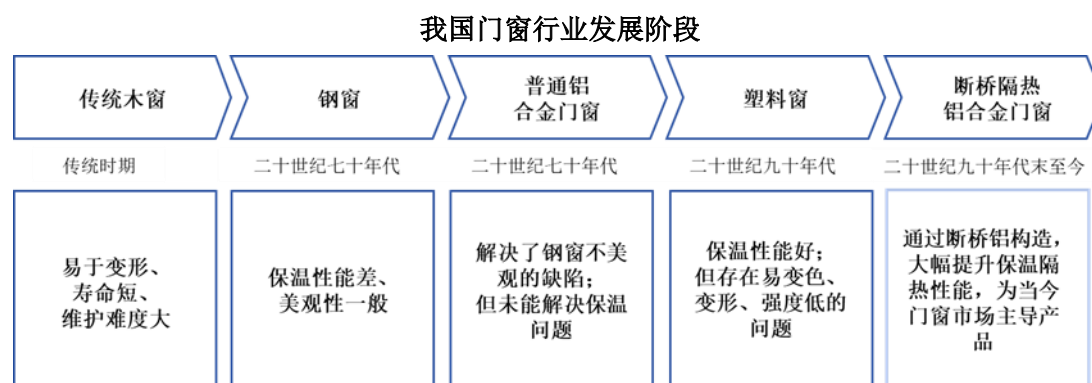 我国门窗行业发展阶段
传统木窗
钢窗
普通铝
合金门窗
塑料窗
断桥隔热
铝合金门窗
传统时期
二十世纪七十年代
二十世纪七十年代
二十世纪九十年代
二十世纪九十年代末至今
易于变形、
寿命短、
维护难度大
保温性能差、
美观性一般
解决了钢窗不美
观的缺陷;
但未能解决保温
问题
保温性能好;
但存在易变色、
变形、强度低的
问题
通过断桥铝构造，
大幅提升保温隔
热性能，为当今
门窗市场主导产
品